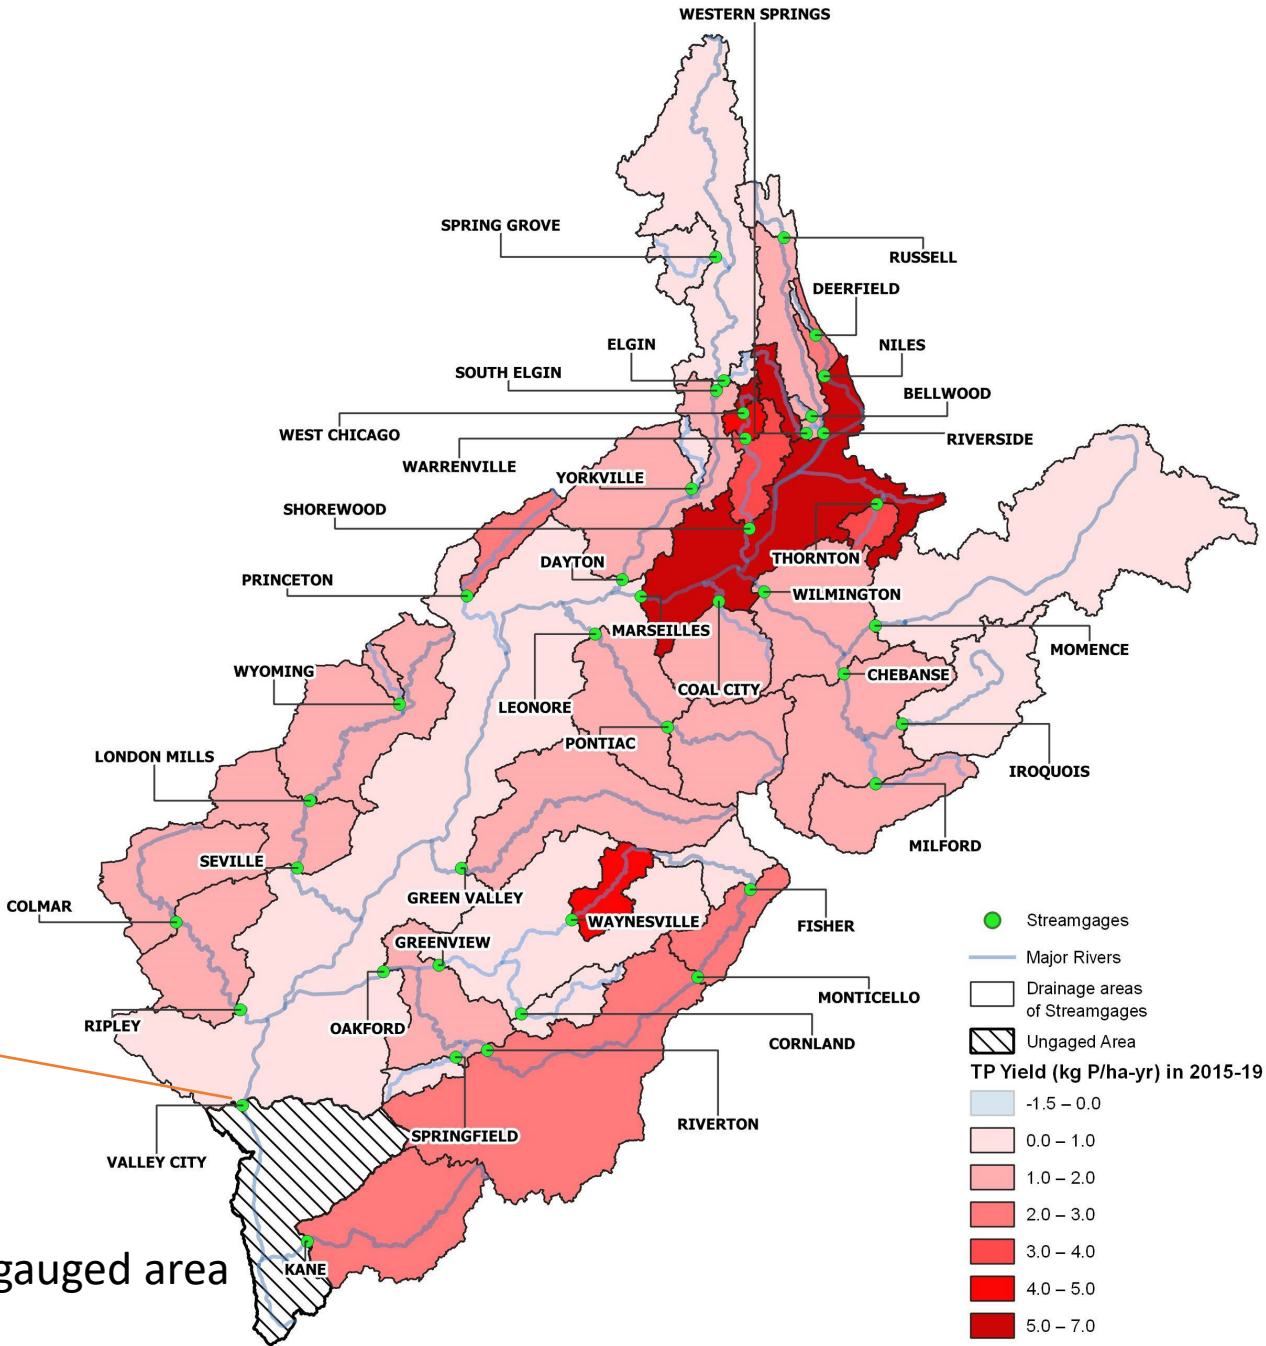 WESTERN SPRINGS
SPRING GROVE
RUSSELL
DEERFIELD
ELGIN
NILES
SOUTH ELGIN
BELLWOOD
WEST CHICAGO
RIVERSIDE
WARRENVILLE
YORKVILLE
SHOREWOOD
DAYTON
THORNTON
PRINCETON
WILMINGTON
MARSEILLES
MOMENCE
WYOMING
CHEBANSE
COAL CITY
LEONORE
PONTIAC
LONDON MILLS
IROQUOIS
MILFORD
SEVILLE
GREEN VALLEY
COLMAR
WAYNESVILLE
FISHER
GREENVIEW
MONTICELLO
RIPLEY
OAKFORD
CORNLAND
RIVERTON
SPRINGFIELD
VALLEY CITY
KANE
gauged area
Streamgages
Major Rivers
Drainage areas
of Streamgages
Ungaged Area
TP Yield (kg P/ha-yr) in 2015-19
-1.5 – 0.0
0.0 – 1.0
1.0 – 2.0
2.0 – 3.0
3.0 – 4.0
4.0 – 5.0
5.0 – 7.0